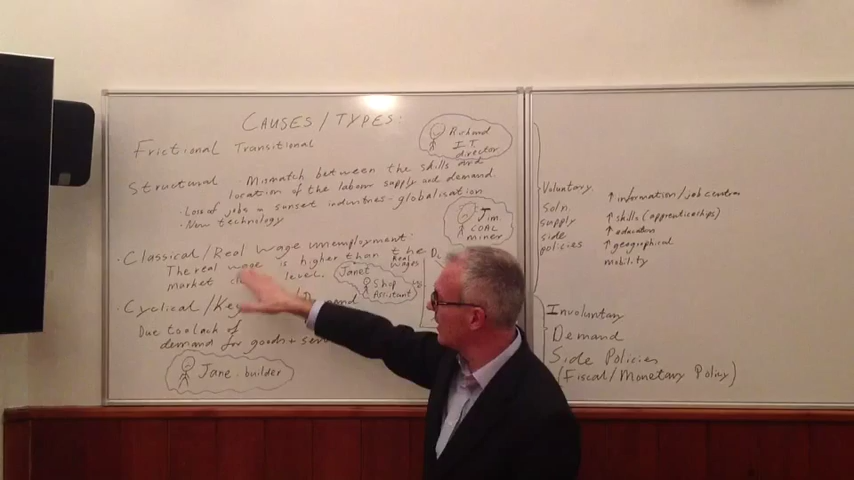 CAUSES/TYPES:
Frictional Transitional
Richard
I.T.
director
Structural - Mismatch between the skills and
location of the labour supply and demand.
• Loss of jobs = sunset industries - globalisation
• New technology
Jim
COAL
miner
• Classical/Real Wage unemployment:
The real wage is higher than the
market level.
Real
wages
Janet
Shop
Assistant
• Cyclical/
Due to lack of
demand for goods +
Jane - builder
Voluntary.
Soln.
supply
side
policies
↑ information/job centres
↑ skills (apprenticeships)
↑ education
↑ geographical
mobility
Involuntary
Demand
Side Policies
(Fiscal/Monetary Policy)